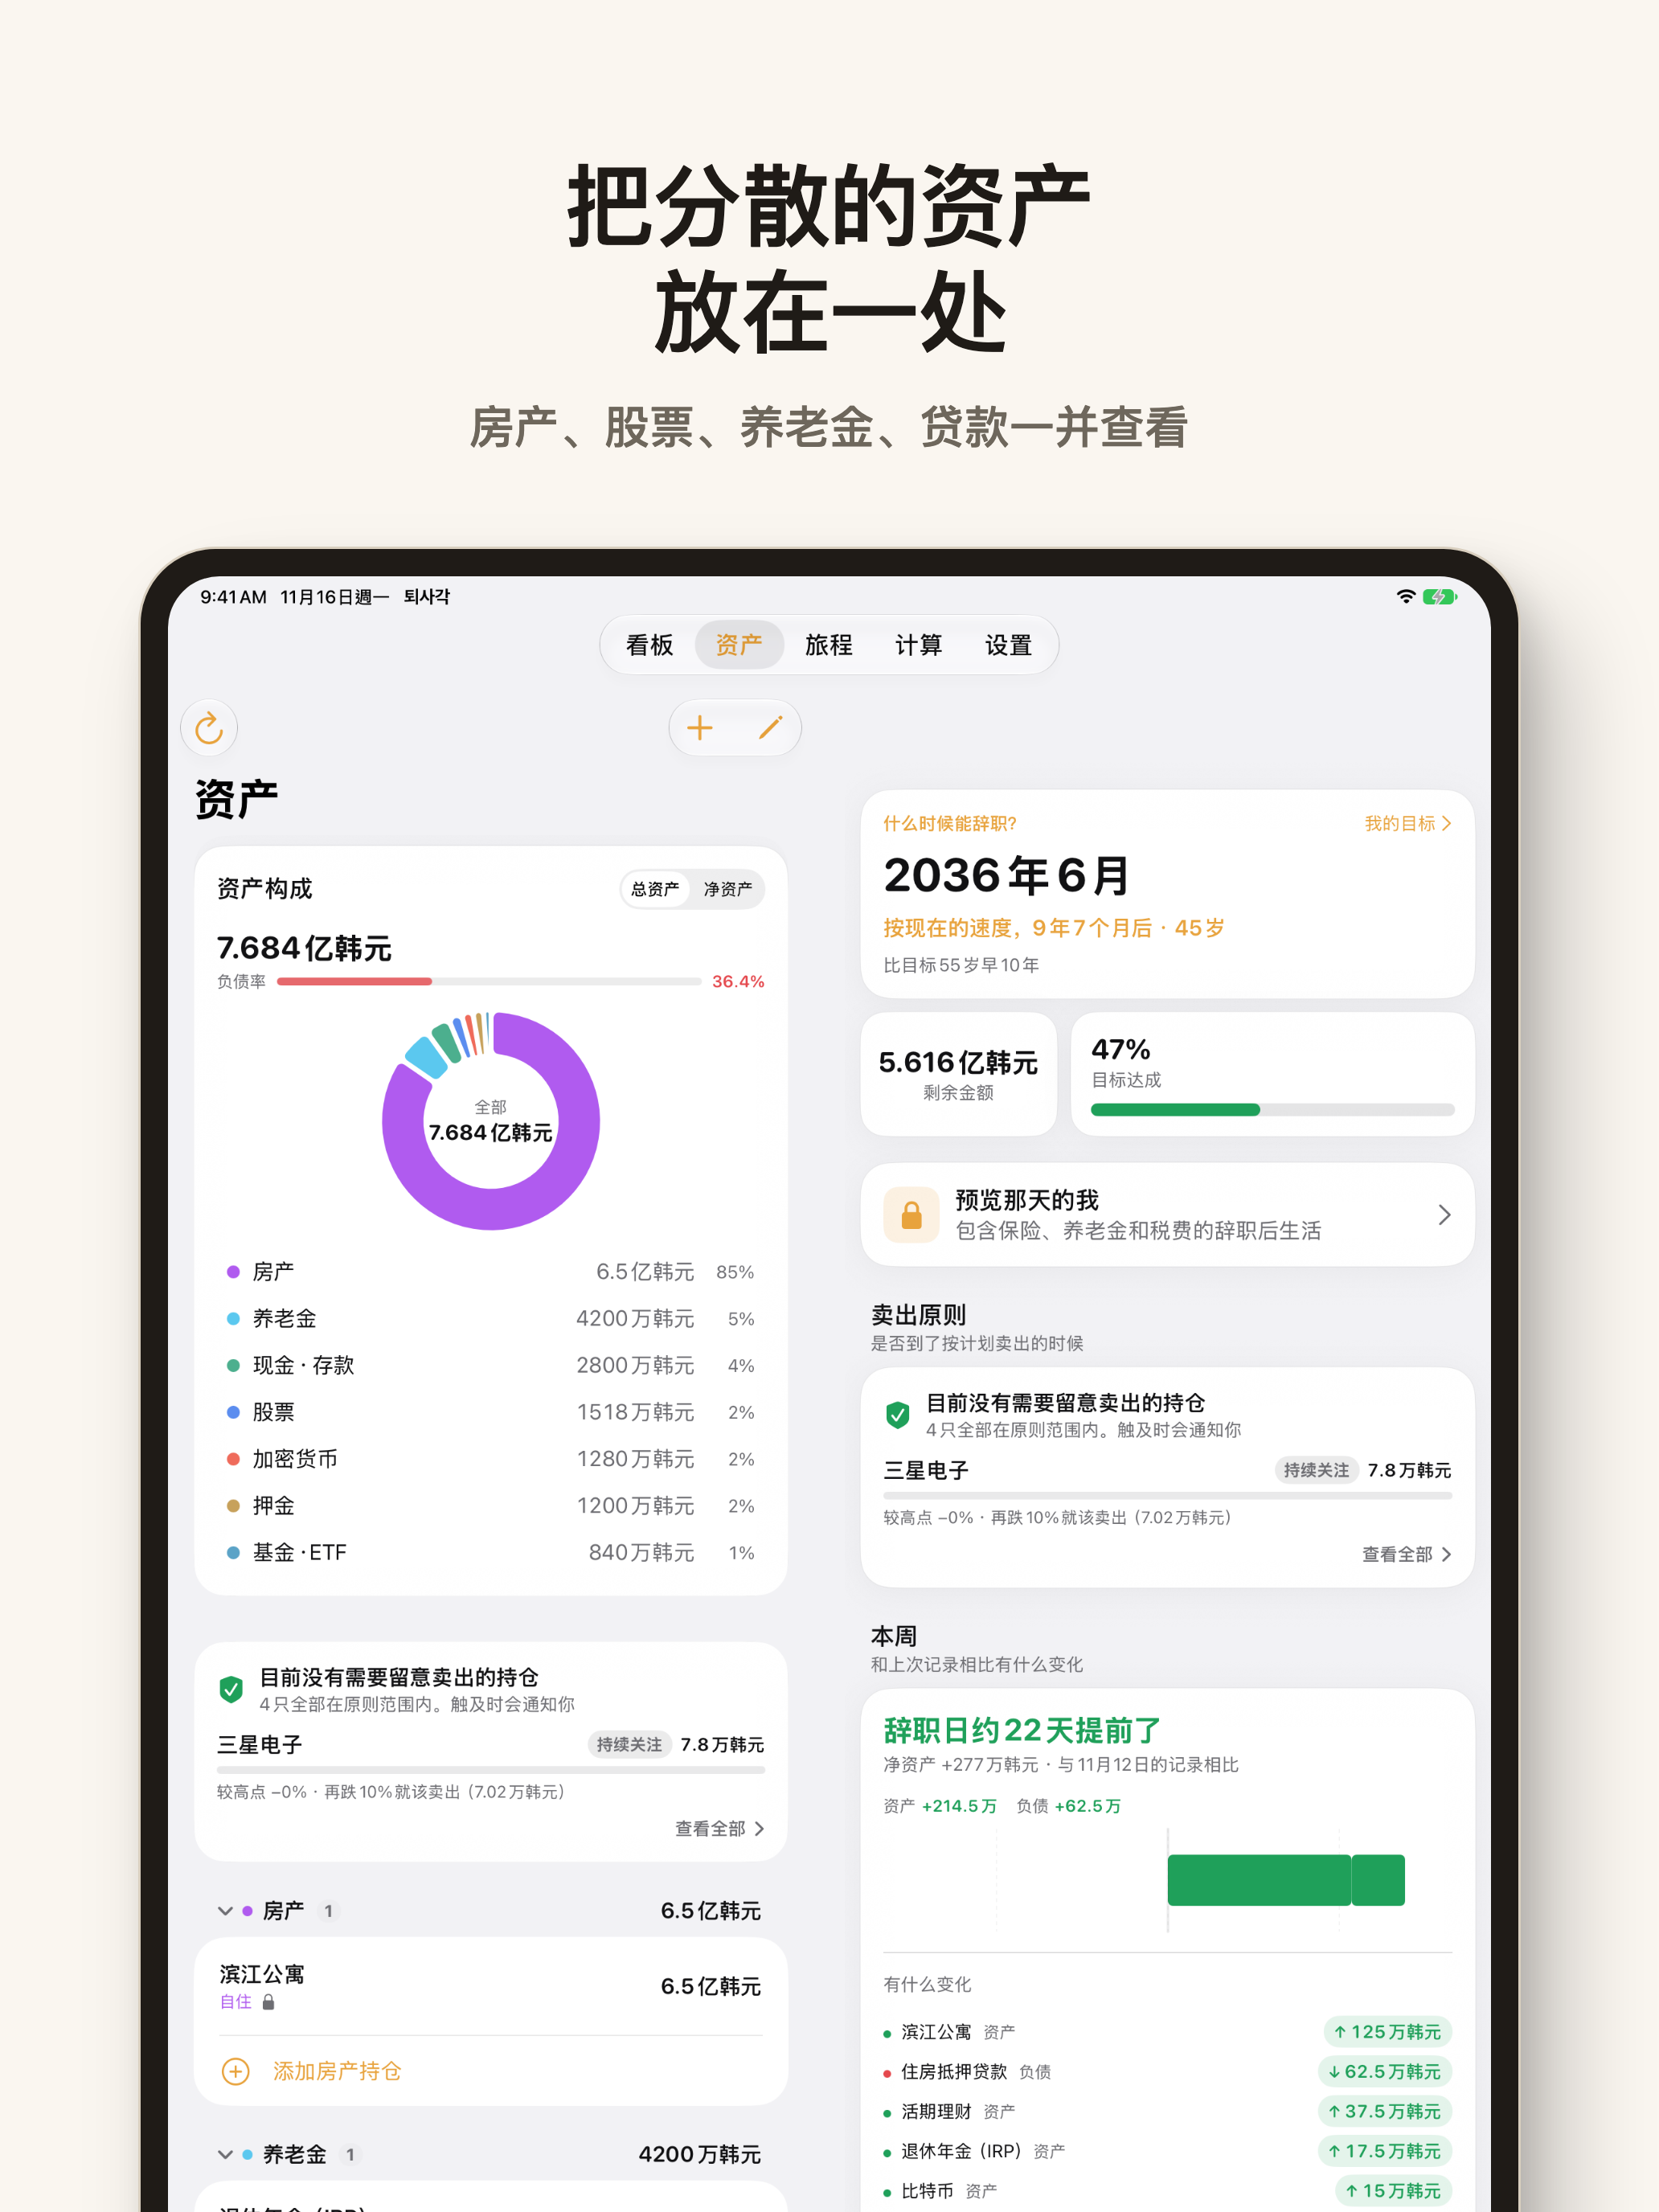 把分散的资产
放在一处
房产、股票、养老金、贷款一并查看
9:41 AM 11月16日週一 퇴사각
看板 资产 旅程 计算 设置
资产
资产构成
总资产 净资产
7.684亿韩元
负债率 36.4%
全部
7.684亿韩元
房产 6.5亿韩元 85%
养老金 4200万韩元 5%
现金 · 存款 2800万韩元 4%
股票 1518万韩元 2%
加密货币 1280万韩元 2%
押金 1200万韩元 2%
基金 · ETF 840万韩元 1%
目前没有需要留意卖出的持仓
4只全部在原则范围内。触及时会通知你
三星电子 持续关注 7.8万韩元
较高点 −0% · 再跌10%就该卖出（7.02万韩元）
查看全部
房产 1 6.5亿韩元
滨江公寓 6.5亿韩元
自住
添加房产持仓
养老金 1 4200万韩元
什么时候能辞职? 我的目标
2036年6月
按现在的速度，9年7个月后 · 45岁
比目标55岁早10年
5.616亿韩元
剩余金额
47%
目标达成
预览那天的我
包含保险、养老金和税费的辞职后生活
卖出原则
是否到了按计划卖出的时候
目前没有需要留意卖出的持仓
4只全部在原则范围内。触及时会通知你
三星电子 持续关注 7.8万韩元
较高点 −0% · 再跌10%就该卖出（7.02万韩元）
查看全部
本周
和上次记录相比有什么变化
辞职日约22天提前了
净资产 +277万韩元 · 与11月12日的记录相比
资产 +214.5万 负债 +62.5万
有什么变化
滨江公寓 资产 ↑ 125万韩元
住房抵押贷款 负债 ↓ 62.5万韩元
活期理财 资产 ↑ 37.5万韩元
退休年金（IRP） 资产 ↑ 17.5万韩元
比特币 资产 ↑ 15万韩元